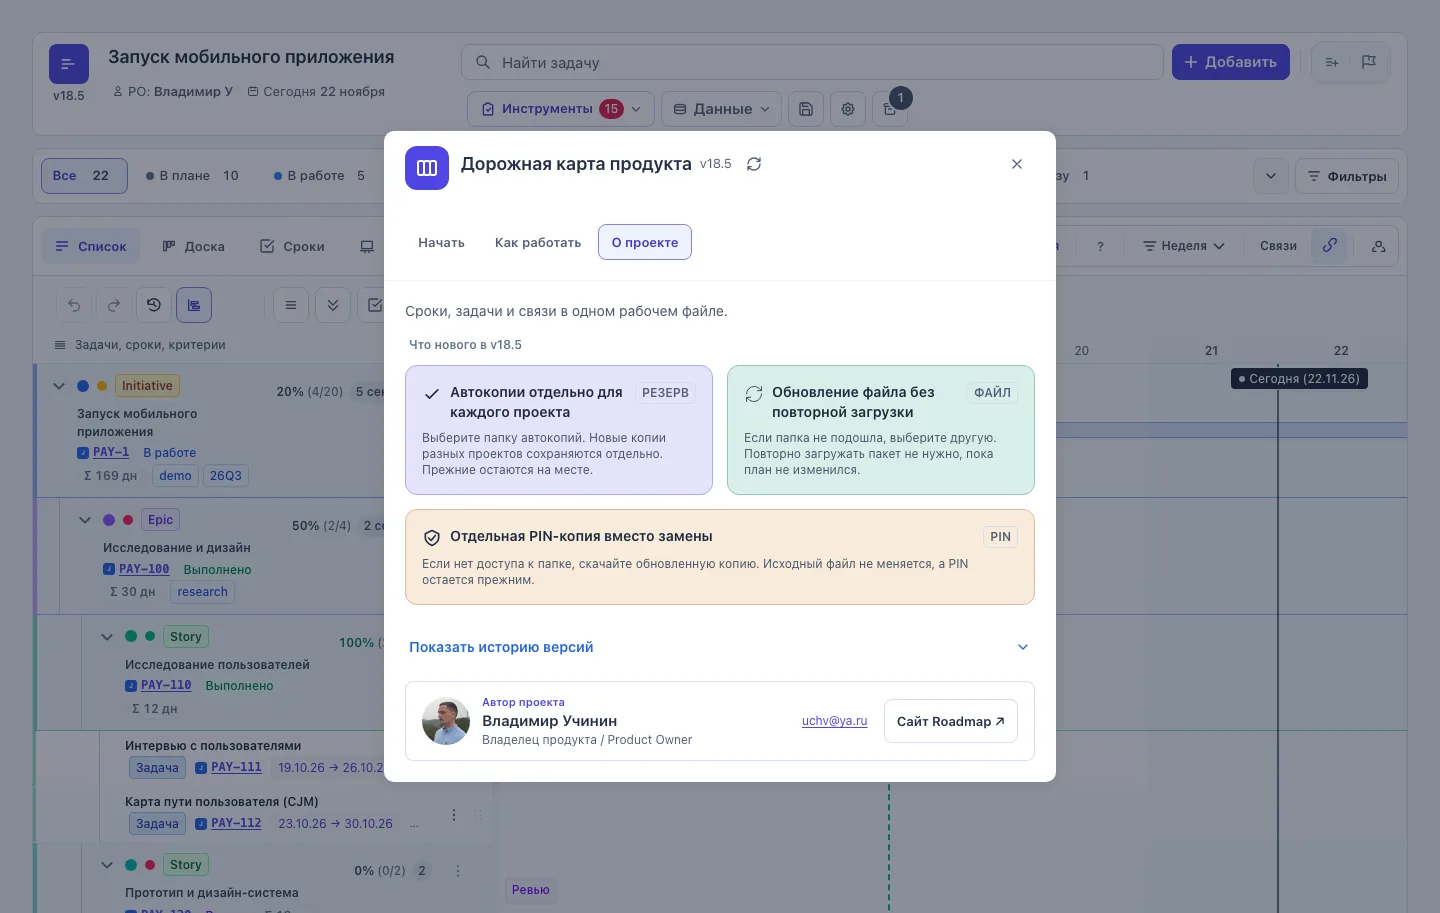 Запуск мобильного приложения
v18.5
РО: Владимир У
Сегодня 22 ноября
Найти задачу
+ Добавить
Инструменты 15
Данные
1
Все 22
В плане 10
В работе 5
зу 1
Фильтры
Список
Доска
Сроки
я
?
Неделя
Связи
Задачи, сроки, критерии
20
21
22
Сегодня (22.11.26)
Initiative
20% (4/20)
5 сен
Запуск мобильного
приложения
PAY-1
В работе
Σ 169 дн
demo
26Q3
Epic
50% (2/4)
Исследование и дизайн
PAY-100
Выполнено
Σ 30 дн
research
Story
100%
Исследование пользователей
PAY-110
Выполнено
Σ 12 дн
Интервью с пользователями
Задача
PAY-111
19.10.26 → 26.10.2
Карта пути пользователя (CJM)
Задача
PAY-112
23.10.26 → 30.10.26
...
Story
0% (0/2)
2
Прототип и дизайн-система
Ревью
Дорожная карта продукта v18.5
Начать
Как работать
О проекте
Сроки, задачи и связи в одном рабочем файле.
Что нового в v18.5
Автокопии отдельно для
каждого проекта
РЕЗЕРВ
Выберите папку автокопий. Новые копии
разных проектов сохраняются отдельно.
Прежние остаются на месте.
Обновление файла без
повторной загрузки
ФАЙЛ
Если папка не подошла, выберите другую.
Повторно загружать пакет не нужно, пока
план не изменился.
Отдельная PIN-копия вместо замены
PIN
Если нет доступа к папке, скачайте обновленную копию. Исходный файл не меняется, а PIN
остается прежним.
Показать историю версий
Автор проекта
Владимир Учинин
Владелец продукта / Product Owner
uchv@ya.ru
Сайт Roadmap ↗